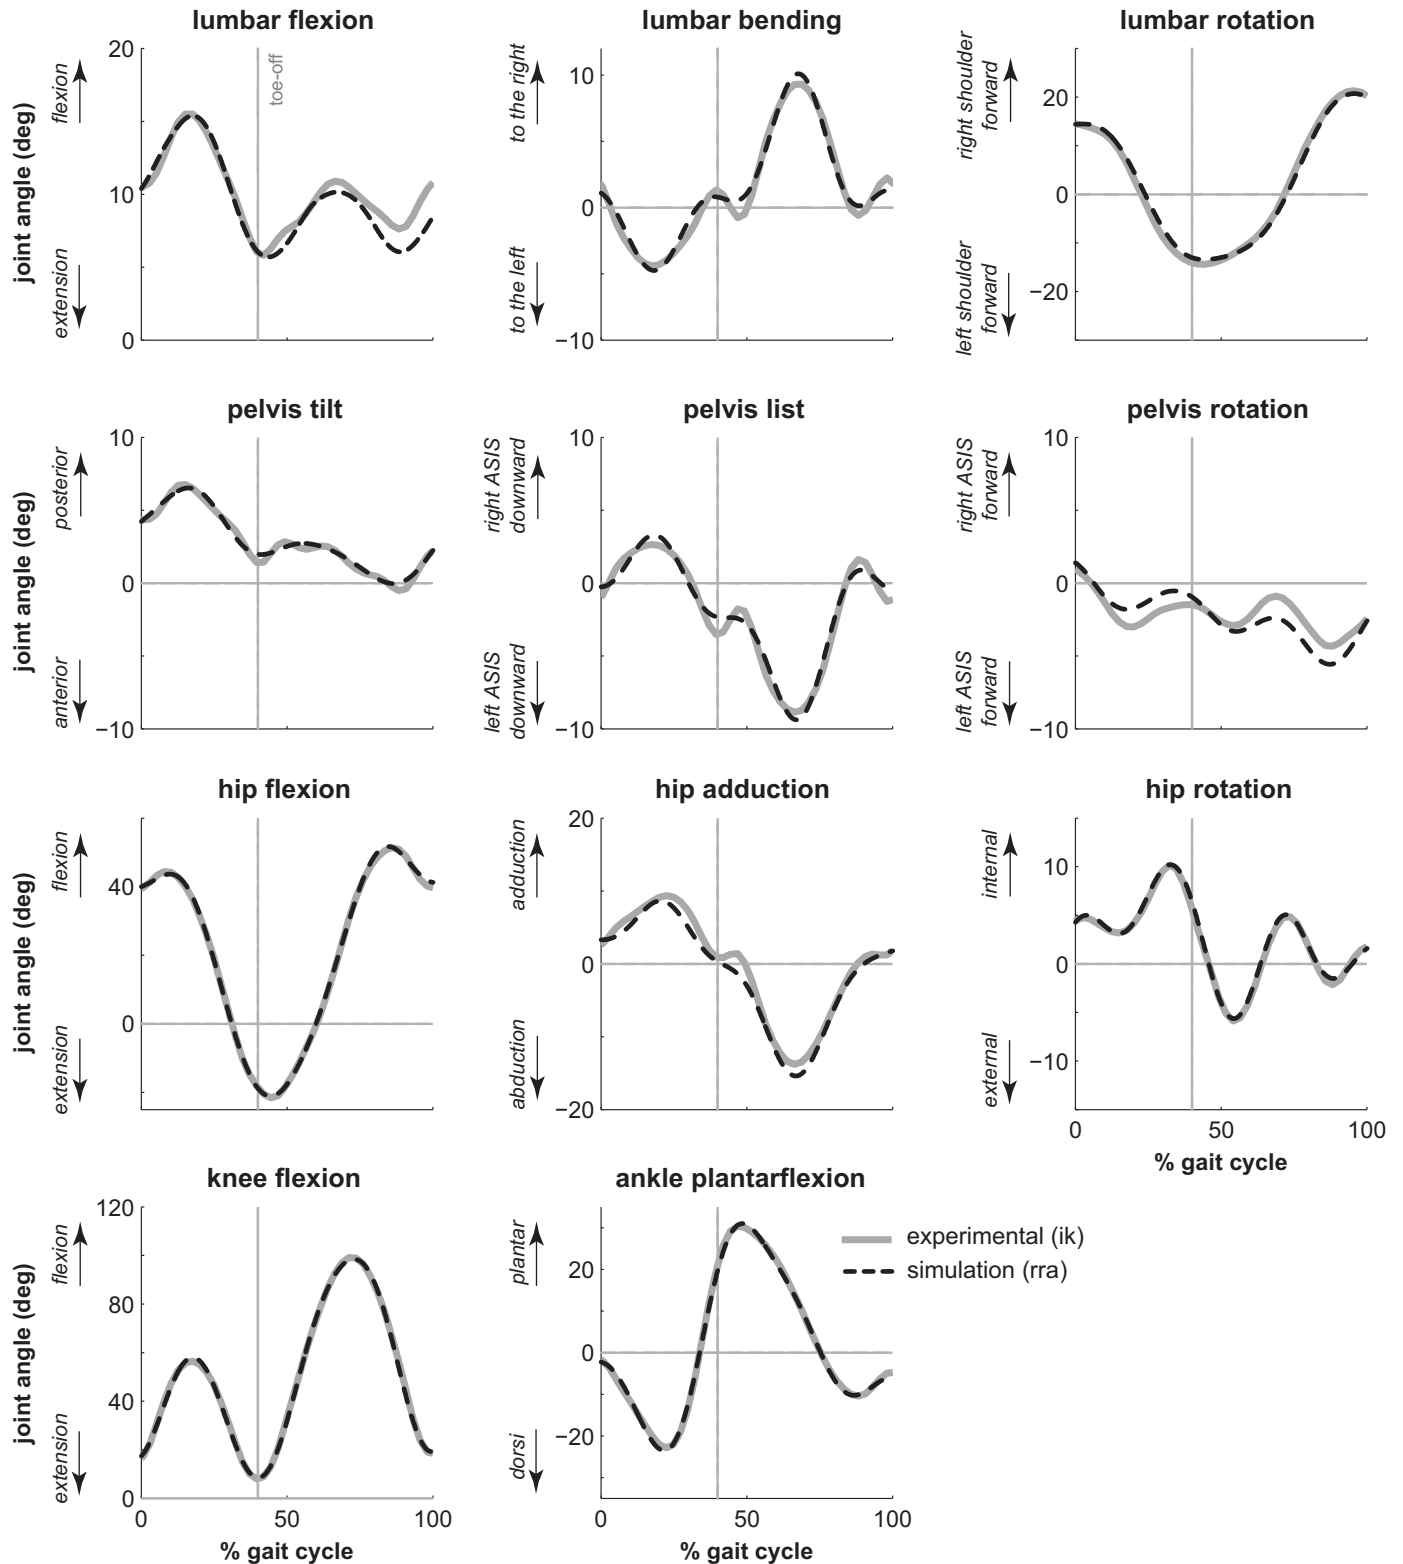 lumbar flexion
lumbar bending
lumbar rotation
joint angle (deg)
flexion
extension
20
10
0
toe-off
to the right
to the left
10
0
−10
right shoulder
forward
left shoulder
forward
20
0
−20
pelvis tilt
pelvis list
pelvis rotation
joint angle (deg)
posterior
anterior
10
0
−10
right ASIS
downward
left ASIS
downward
10
0
−10
right ASIS
forward
left ASIS
forward
10
0
−10
hip flexion
hip adduction
hip rotation
joint angle (deg)
flexion
extension
40
0
adduction
abduction
20
0
−20
internal
external
10
0
−10
0
50
100
% gait cycle
knee flexion
ankle plantarflexion
joint angle (deg)
flexion
extension
120
80
40
0
0
50
100
% gait cycle
plantar
dorsi
20
0
−20
0
50
100
% gait cycle
experimental (ik)
simulation (rra)